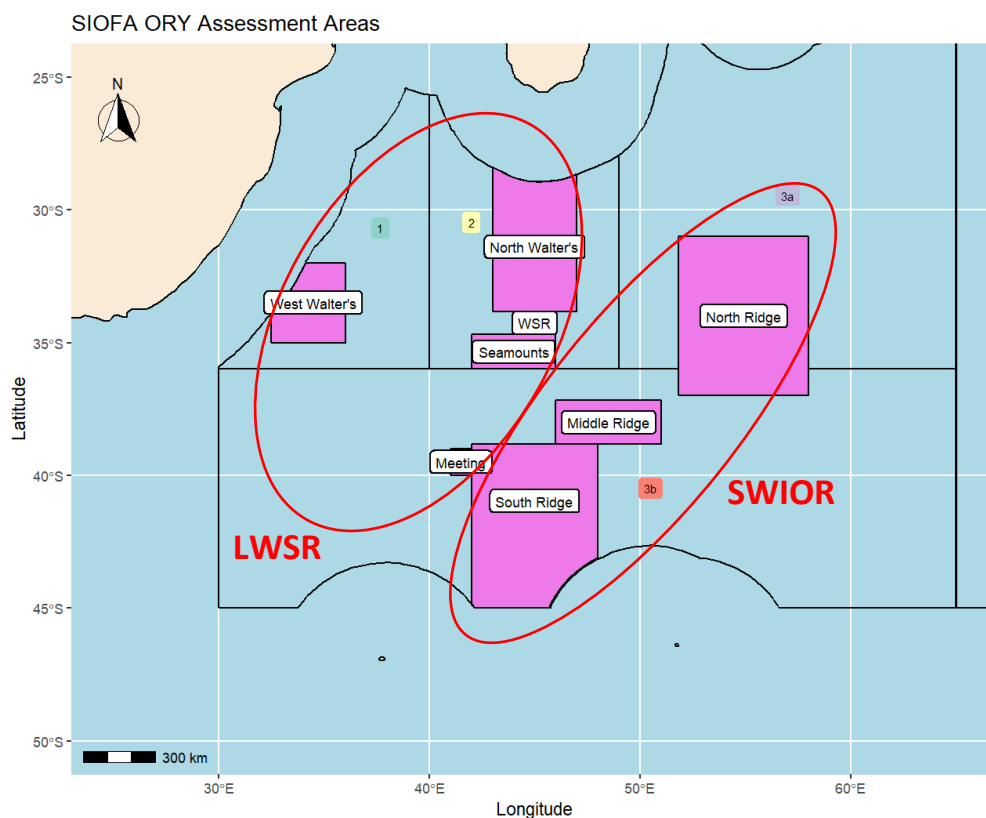 SIOFA ORY Assessment Areas
Latitude
25°S
30°S
35°S
40°S
45°S
50°S
N
1
2
3a
North Walter's
West Walter's
WSR
North Ridge
Seamounts
Middle Ridge
Meeting
South Ridge
3b
SWIOR
LWSR
300 km
30°E
40°E
50°E
60°E
Longitude